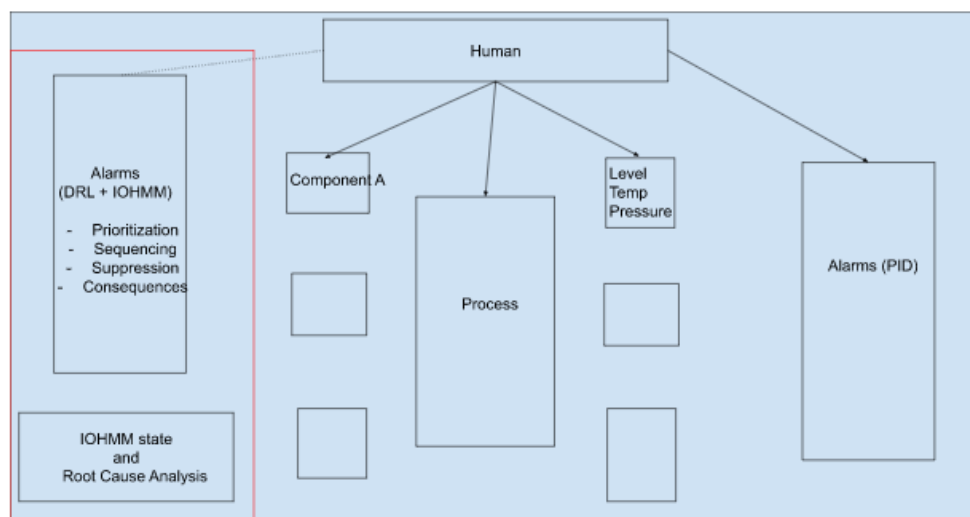 Human
Alarms
(DRL + IOHMM)
- Prioritization
- Sequencing
- Suppression
- Consequences
IOHMM state
and
Root Cause Analysis
Component A
Process
Level
Temp
Pressure
Alarms (PID)